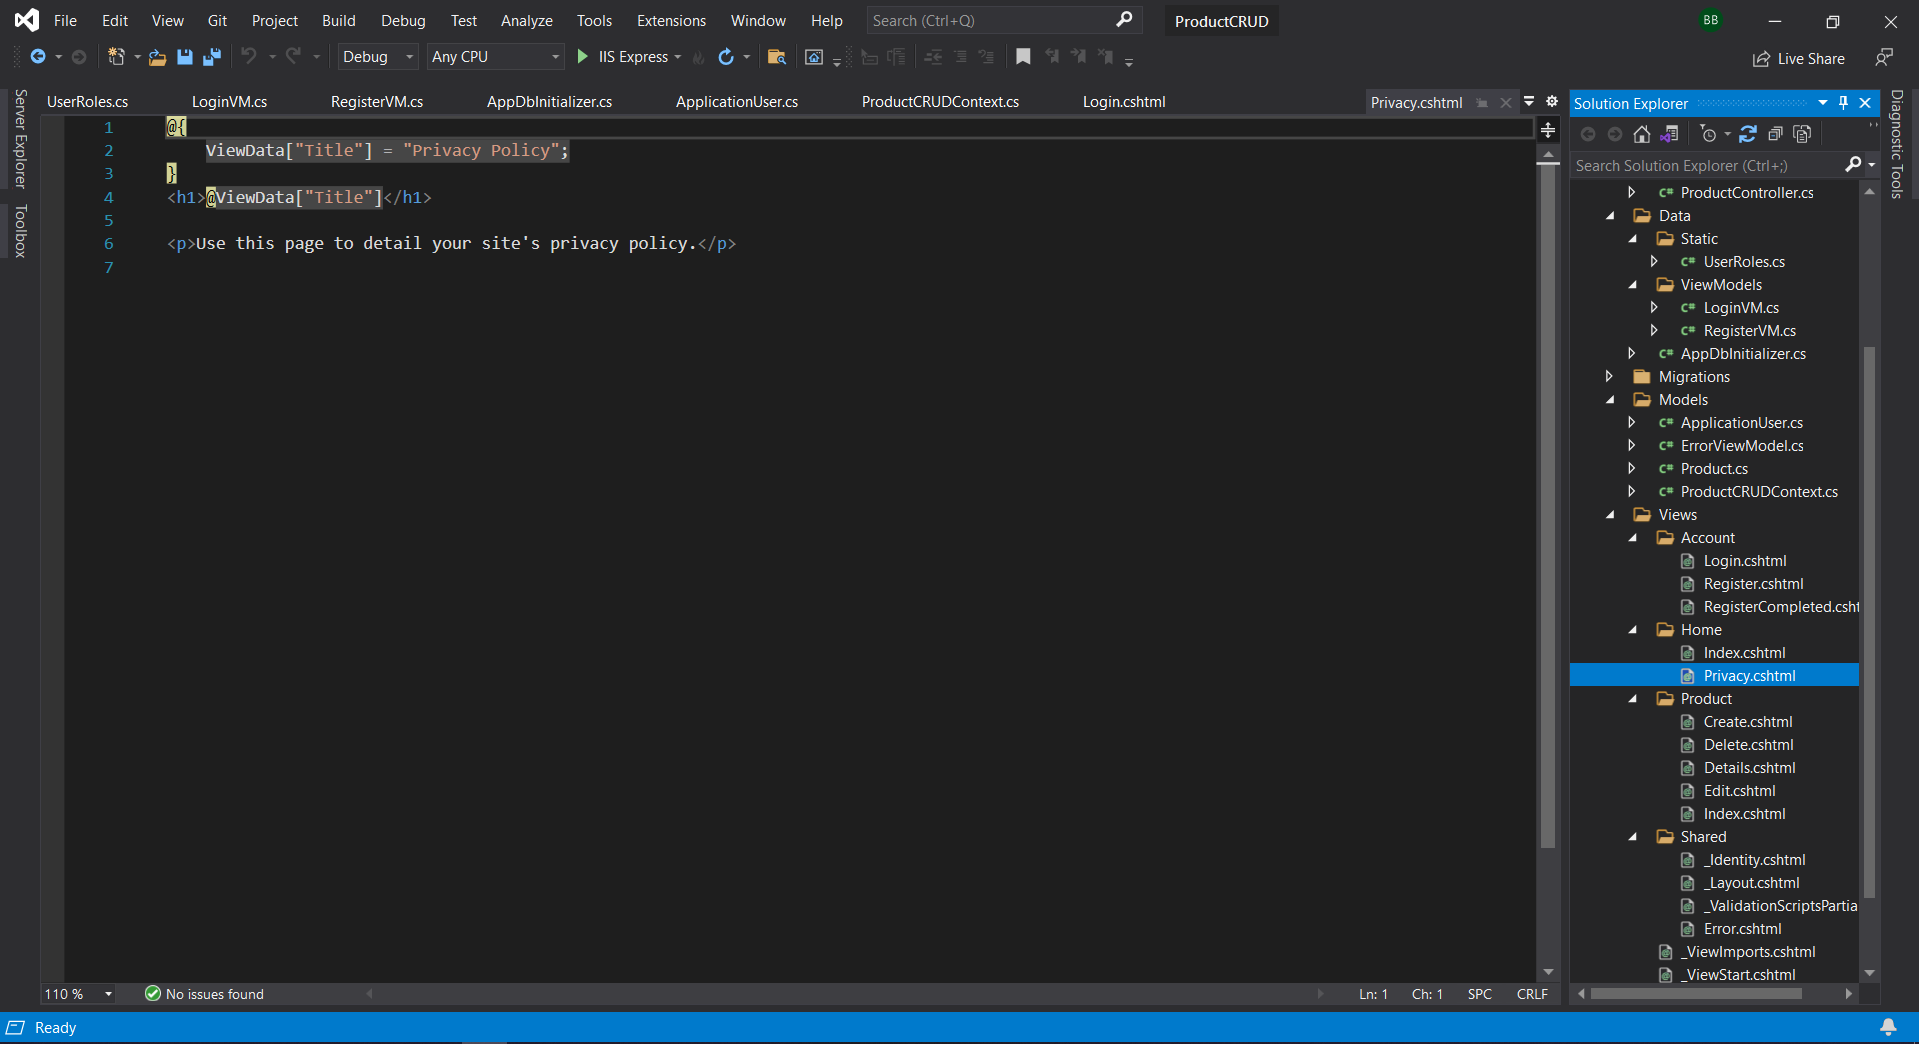 File Edit View Git Project Build Debug Test Analyze Tools Extensions Window Help Search (Ctrl+Q) ProductCRUD BB
Debug Any CPU IIS Express Live Share
Server Explorer
Toolbox
UserRoles.cs LoginVM.cs RegisterVM.cs AppDbInitializer.cs ApplicationUser.cs ProductCRUDContext.cs Login.cshtml Privacy.cshtml
1 @{
2 ViewData["Title"] = "Privacy Policy";
3 }
4 <h1>@ViewData["Title"]</h1>
5
6 <p>Use this page to detail your site's privacy policy.</p>
7
110 % No issues found Ln: 1 Ch: 1 SPC CRLF
Solution Explorer
Search Solution Explorer (Ctrl+;)
C# ProductController.cs
Data
Static
C# UserRoles.cs
ViewModels
C# LoginVM.cs
C# RegisterVM.cs
C# AppDbInitializer.cs
Migrations
Models
C# ApplicationUser.cs
C# ErrorViewModel.cs
C# Product.cs
C# ProductCRUDContext.cs
Views
Account
Login.cshtml
Register.cshtml
RegisterCompleted.csht
Home
Index.cshtml
Privacy.cshtml
Product
Create.cshtml
Delete.cshtml
Details.cshtml
Edit.cshtml
Index.cshtml
Shared
_Identity.cshtml
_Layout.cshtml
_ValidationScriptsPartia
Error.cshtml
_ViewImports.cshtml
_ViewStart.cshtml
Diagnostic Tools
Ready